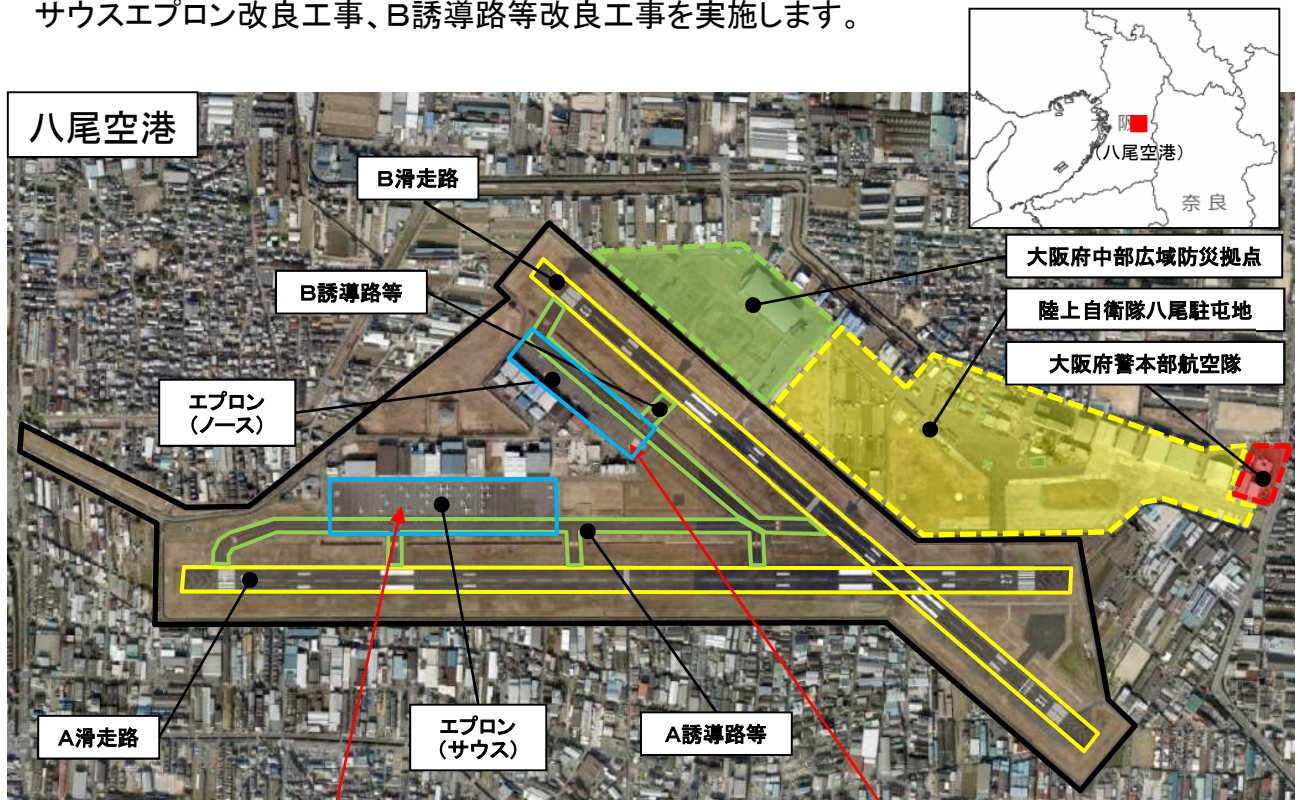 サウスエプロン改良工事、B誘導路等改良工事を実施します。
八尾空港
阪
(八尾空港)
奈良
B滑走路
大阪府中部広域防災拠点
B誘導路等
陸上自衛隊八尾駐屯地
大阪府警本部航空隊
エプロン
(ノース)
A滑走路
エプロン
(サウス)
A誘導路等